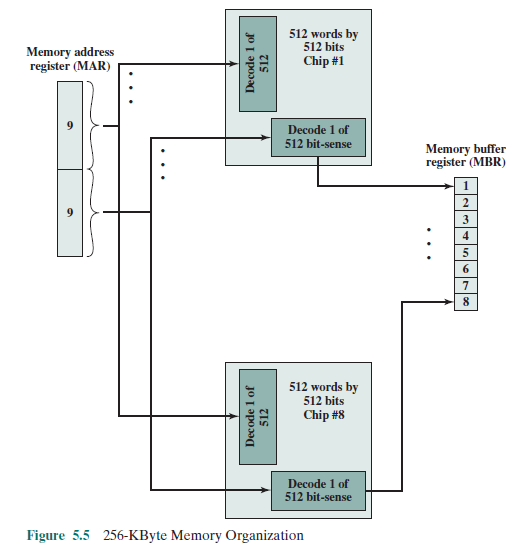 Memory address
register (MAR)
9
9
Decode 1 of
512
512 words by
512 bits
Chip #1
Decode 1 of
512 bit-sense
Memory buffer
register (MBR)
1
2
3
4
5
6
7
8
Decode 1 of
512
512 words by
512 bits
Chip #8
Decode 1 of
512 bit-sense
Figure 5.5 256-KByte Memory Organization